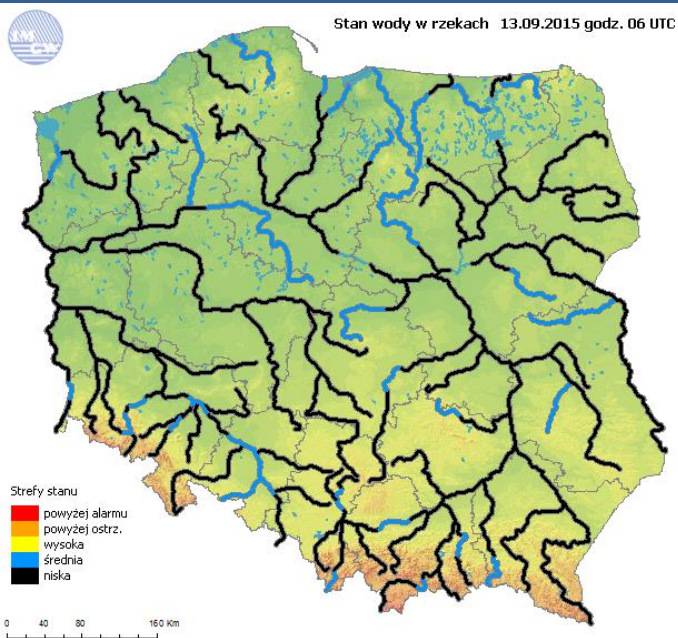 IMGW
Stan wody w rzekach 13.09.2015 godz. 06 UTC
Strefy stanu
powyżej alarmu
powyżej ostrz.
wysoka
średnia
niska
0 40 80 160 Km